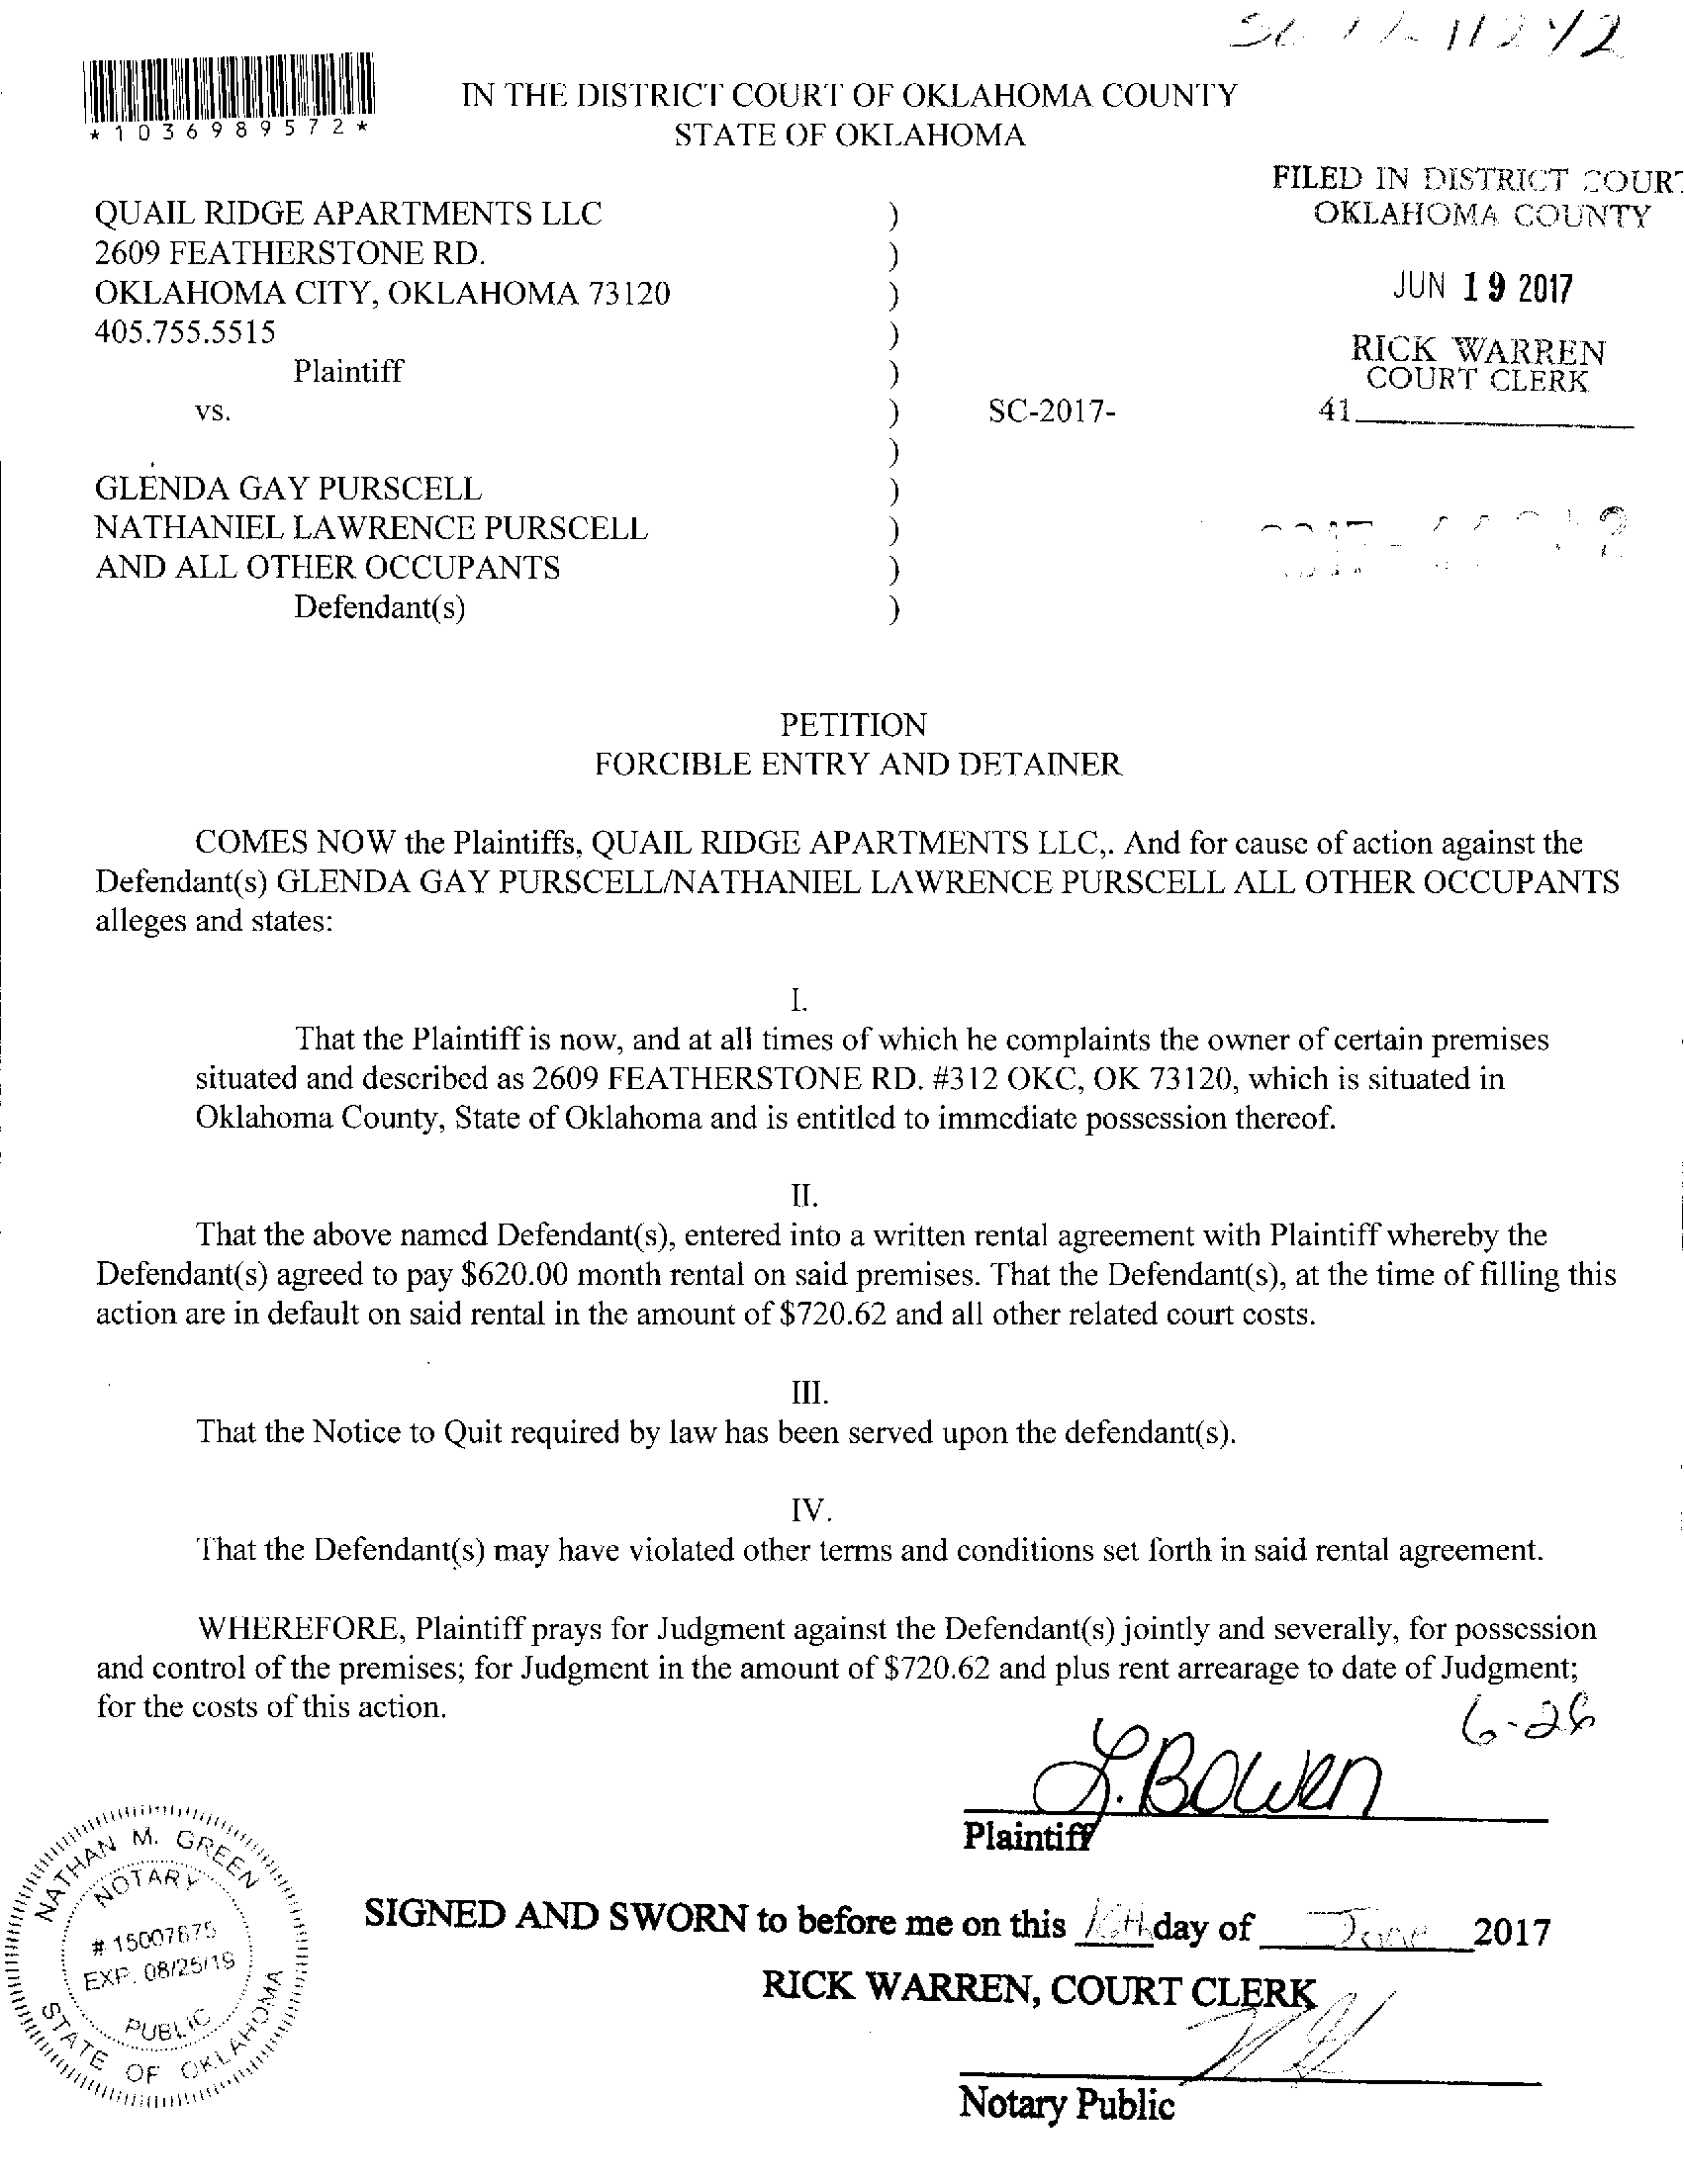 *1036989572*
IN THE DISTRICT COURT OF OKLAHOMA COUNTY
STATE OF OKLAHOMA
FILED IN DISTRICT COURT
OKLAHOMA COUNTY
JUN 19 2017
RICK WARREN
COURT CLERK
41
QUAIL RIDGE APARTMENTS LLC )
2609 FEATHERSTONE RD. )
OKLAHOMA CITY, OKLAHOMA 73120 )
405.755.5515 )
Plaintiff )
vs. ) SC-2017-
)
GLENDA GAY PURSCELL )
NATHANIEL LAWRENCE PURSCELL )
AND ALL OTHER OCCUPANTS )
Defendant(s) )
PETITION
FORCIBLE ENTRY AND DETAINER
COMES NOW the Plaintiffs, QUAIL RIDGE APARTMENTS LLC,. And for cause of action against the
Defendant(s) GLENDA GAY PURSCELL/NATHANIEL LAWRENCE PURSCELL ALL OTHER OCCUPANTS
alleges and states:
I.
That the Plaintiff is now, and at all times of which he complaints the owner of certain premises
situated and described as 2609 FEATHERSTONE RD. #312 OKC, OK 73120, which is situated in
Oklahoma County, State of Oklahoma and is entitled to immediate possession thereof.
II.
That the above named Defendant(s), entered into a written rental agreement with Plaintiff whereby the
Defendant(s) agreed to pay $620.00 month rental on said premises. That the Defendant(s), at the time of filling this
action are in default on said rental in the amount of $720.62 and all other related court costs.
III.
That the Notice to Quit required by law has been served upon the defendant(s).
IV.
That the Defendant(s) may have violated other terms and conditions set forth in said rental agreement.
WHEREFORE, Plaintiff prays for Judgment against the Defendant(s) jointly and severally, for possession
and control of the premises; for Judgment in the amount of $720.62 and plus rent arrearage to date of Judgment;
for the costs of this action.
6-26
L. Bowen
Plaintiff
NATHAN M. GREEN
NOTARY
EXP. 08/25/19
PUBLIC
STATE OF OKLAHOMA
SIGNED AND SWORN to before me on this day of June 2017
RICK WARREN, COURT CLERK
Notary Public